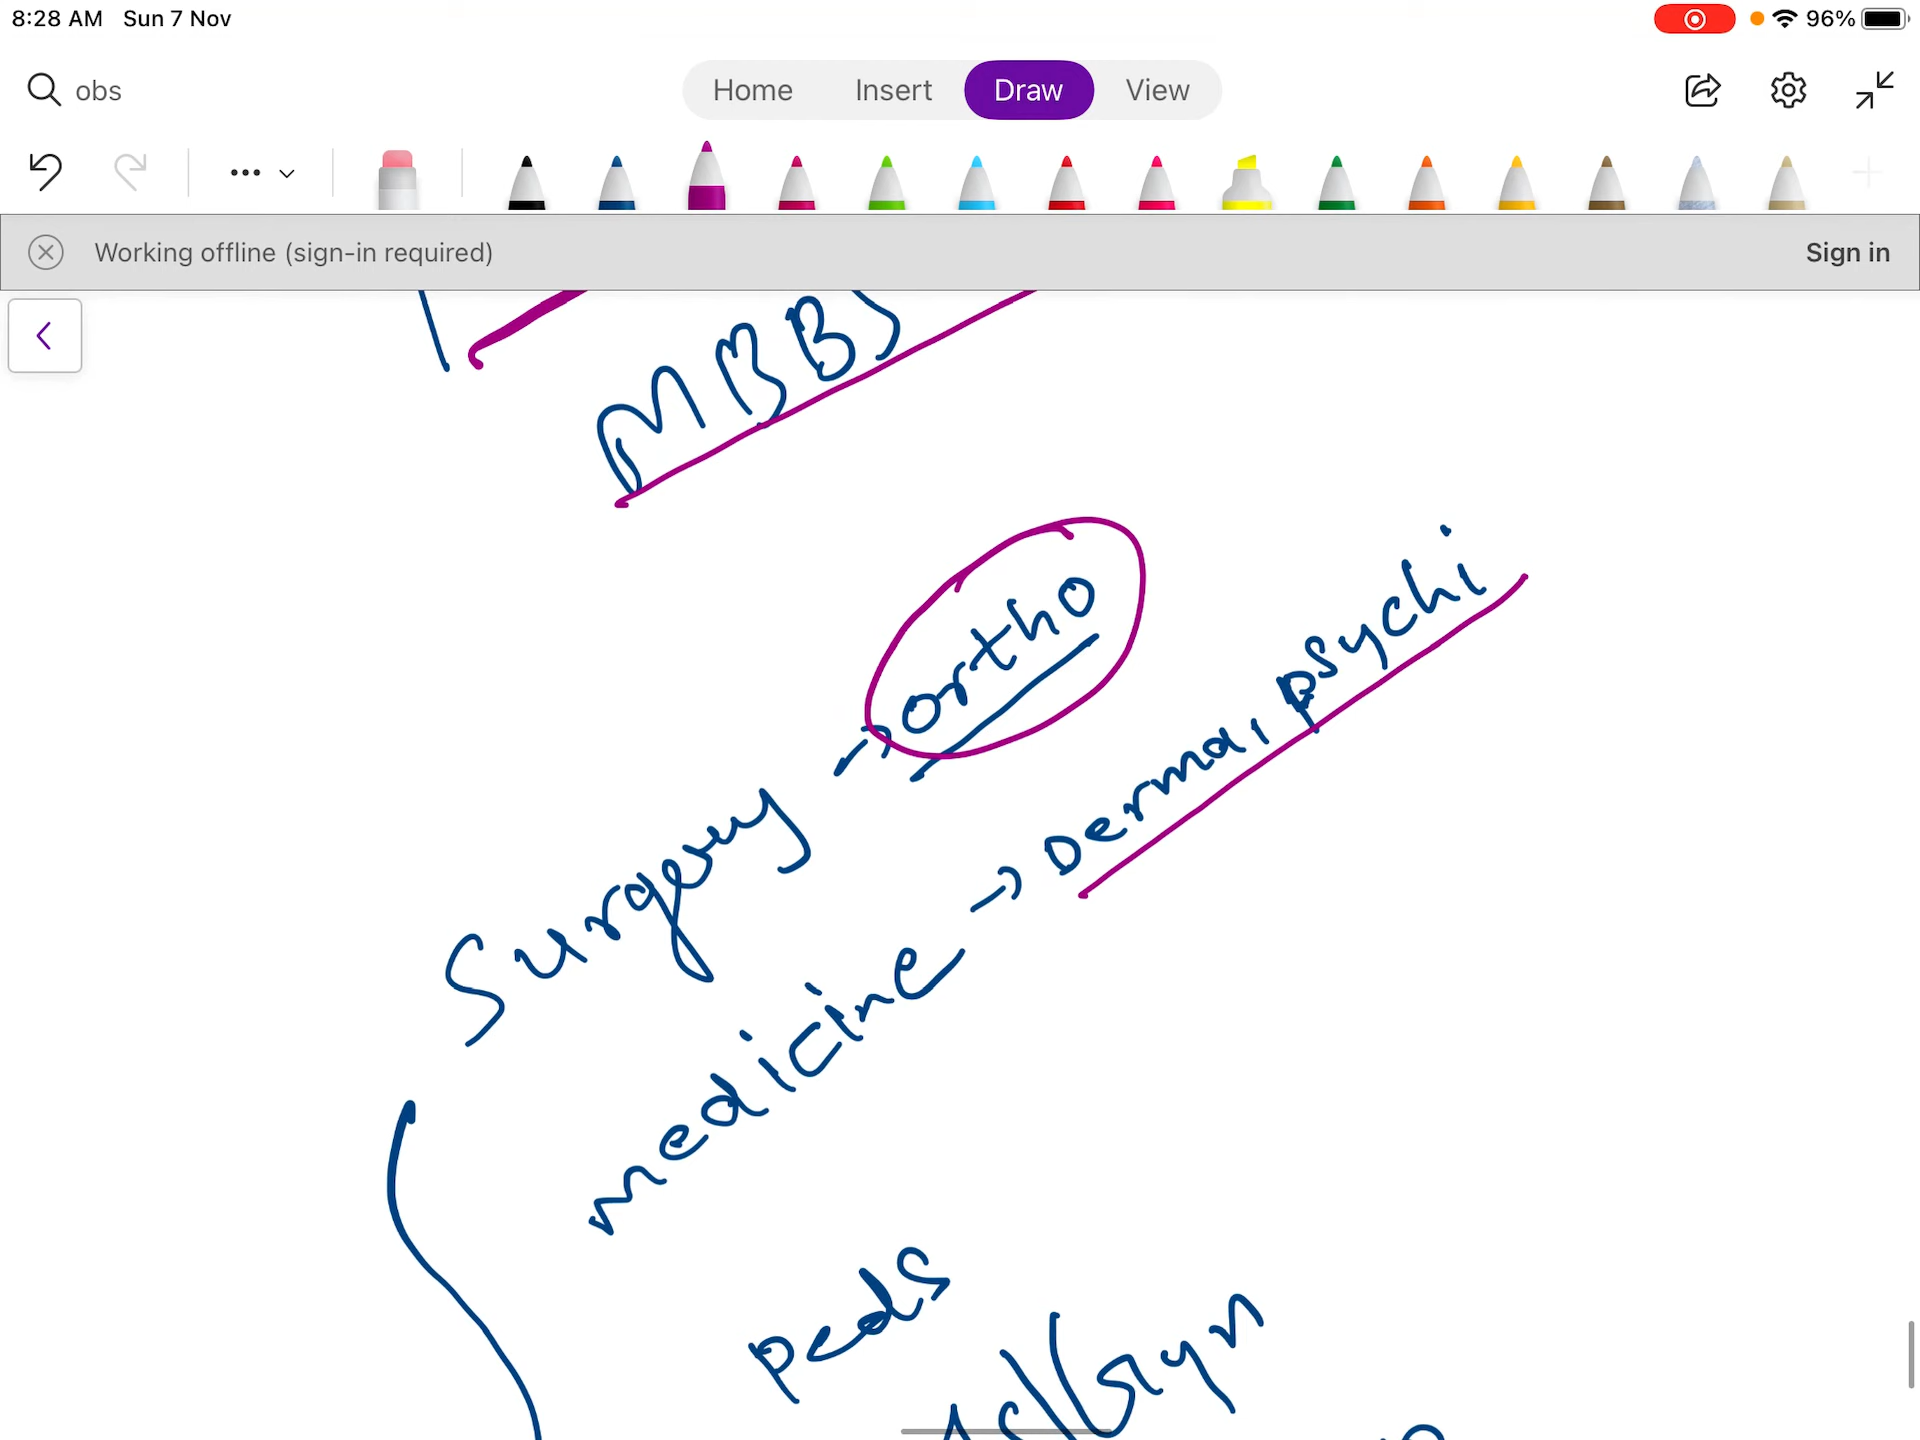 8:28 AM Sun 7 Nov
96%
obs
Home Insert Draw View
Working offline (sign-in required)
Sign in
MBBS
Surgery → ortho
medicine → Derma, psychi
peds
/Gyn